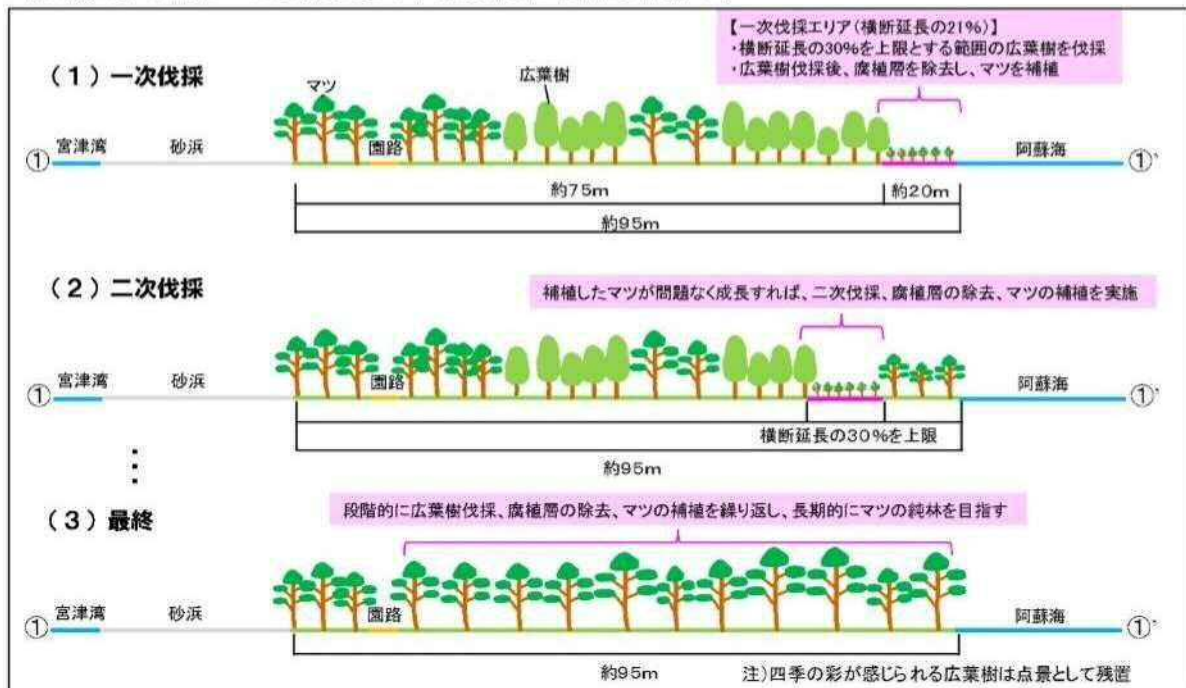 【一次伐採エリア(横断延長の21%)】
・横断延長の30%を上限とする範囲の広葉樹を伐採
・広葉樹伐採後、腐植層を除去し、マツを補植
(1)一次伐採
マツ
広葉樹
①
宮津湾
砂浜
園路
阿蘇海
①'
約75m
約20m
約95m
(2)二次伐採
補植したマツが問題なく成長すれば、二次伐採、腐植層の除去、マツの補植を実施
①
宮津湾
砂浜
園路
阿蘇海
①'
横断延長の30%を上限
約95m
(3)最終
段階的に広葉樹伐採、腐植層の除去、マツの補植を繰り返し、長期的にマツの純林を目指す
①
宮津湾
砂浜
園路
阿蘇海
①'
約95m
注)四季の彩が感じられる広葉樹は点景として残置